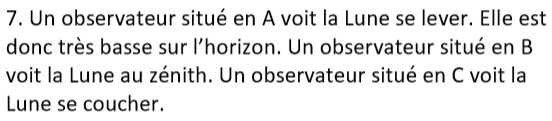 7. Un observateur situé en A voit la Lune se lever. Elle est
donc très basse sur l’horizon. Un observateur situé en B
voit la Lune au zénith. Un observateur situé en C voit la
Lune se coucher.